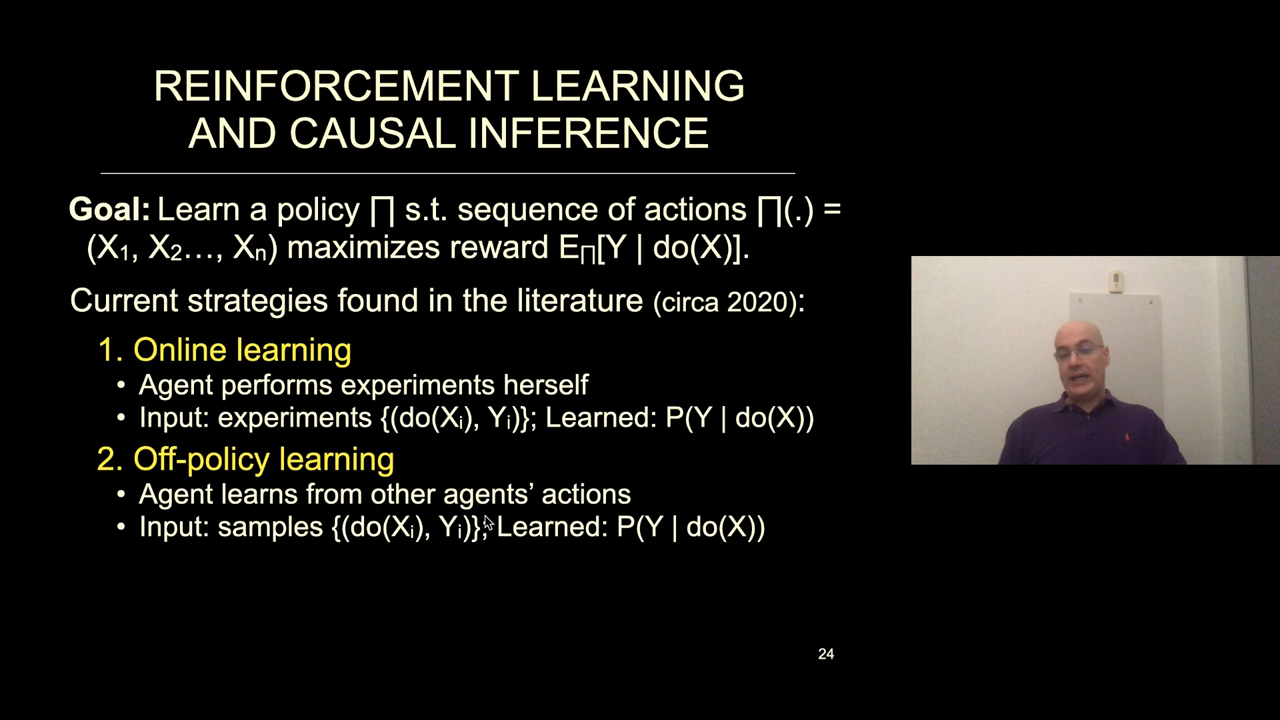 REINFORCEMENT LEARNING
AND CAUSAL INFERENCE
Goal: Learn a policy ∏ s.t. sequence of actions ∏(.) =
(X₁, X₂…, Xₙ) maximizes reward E∏[Y | do(X)].
Current strategies found in the literature (circa 2020):
1. Online learning
• Agent performs experiments herself
• Input: experiments {(do(Xᵢ), Yᵢ)}; Learned: P(Y | do(X))
2. Off-policy learning
• Agent learns from other agents’ actions
• Input: samples {(do(Xᵢ), Yᵢ)}; Learned: P(Y | do(X))
24